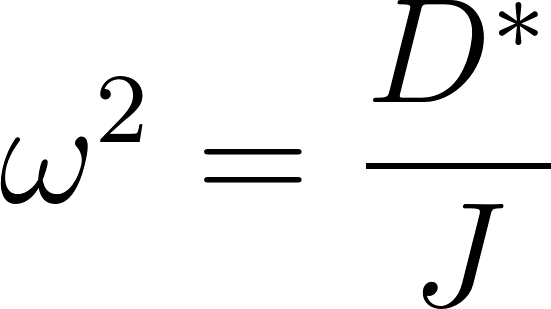 ω² = D*/J